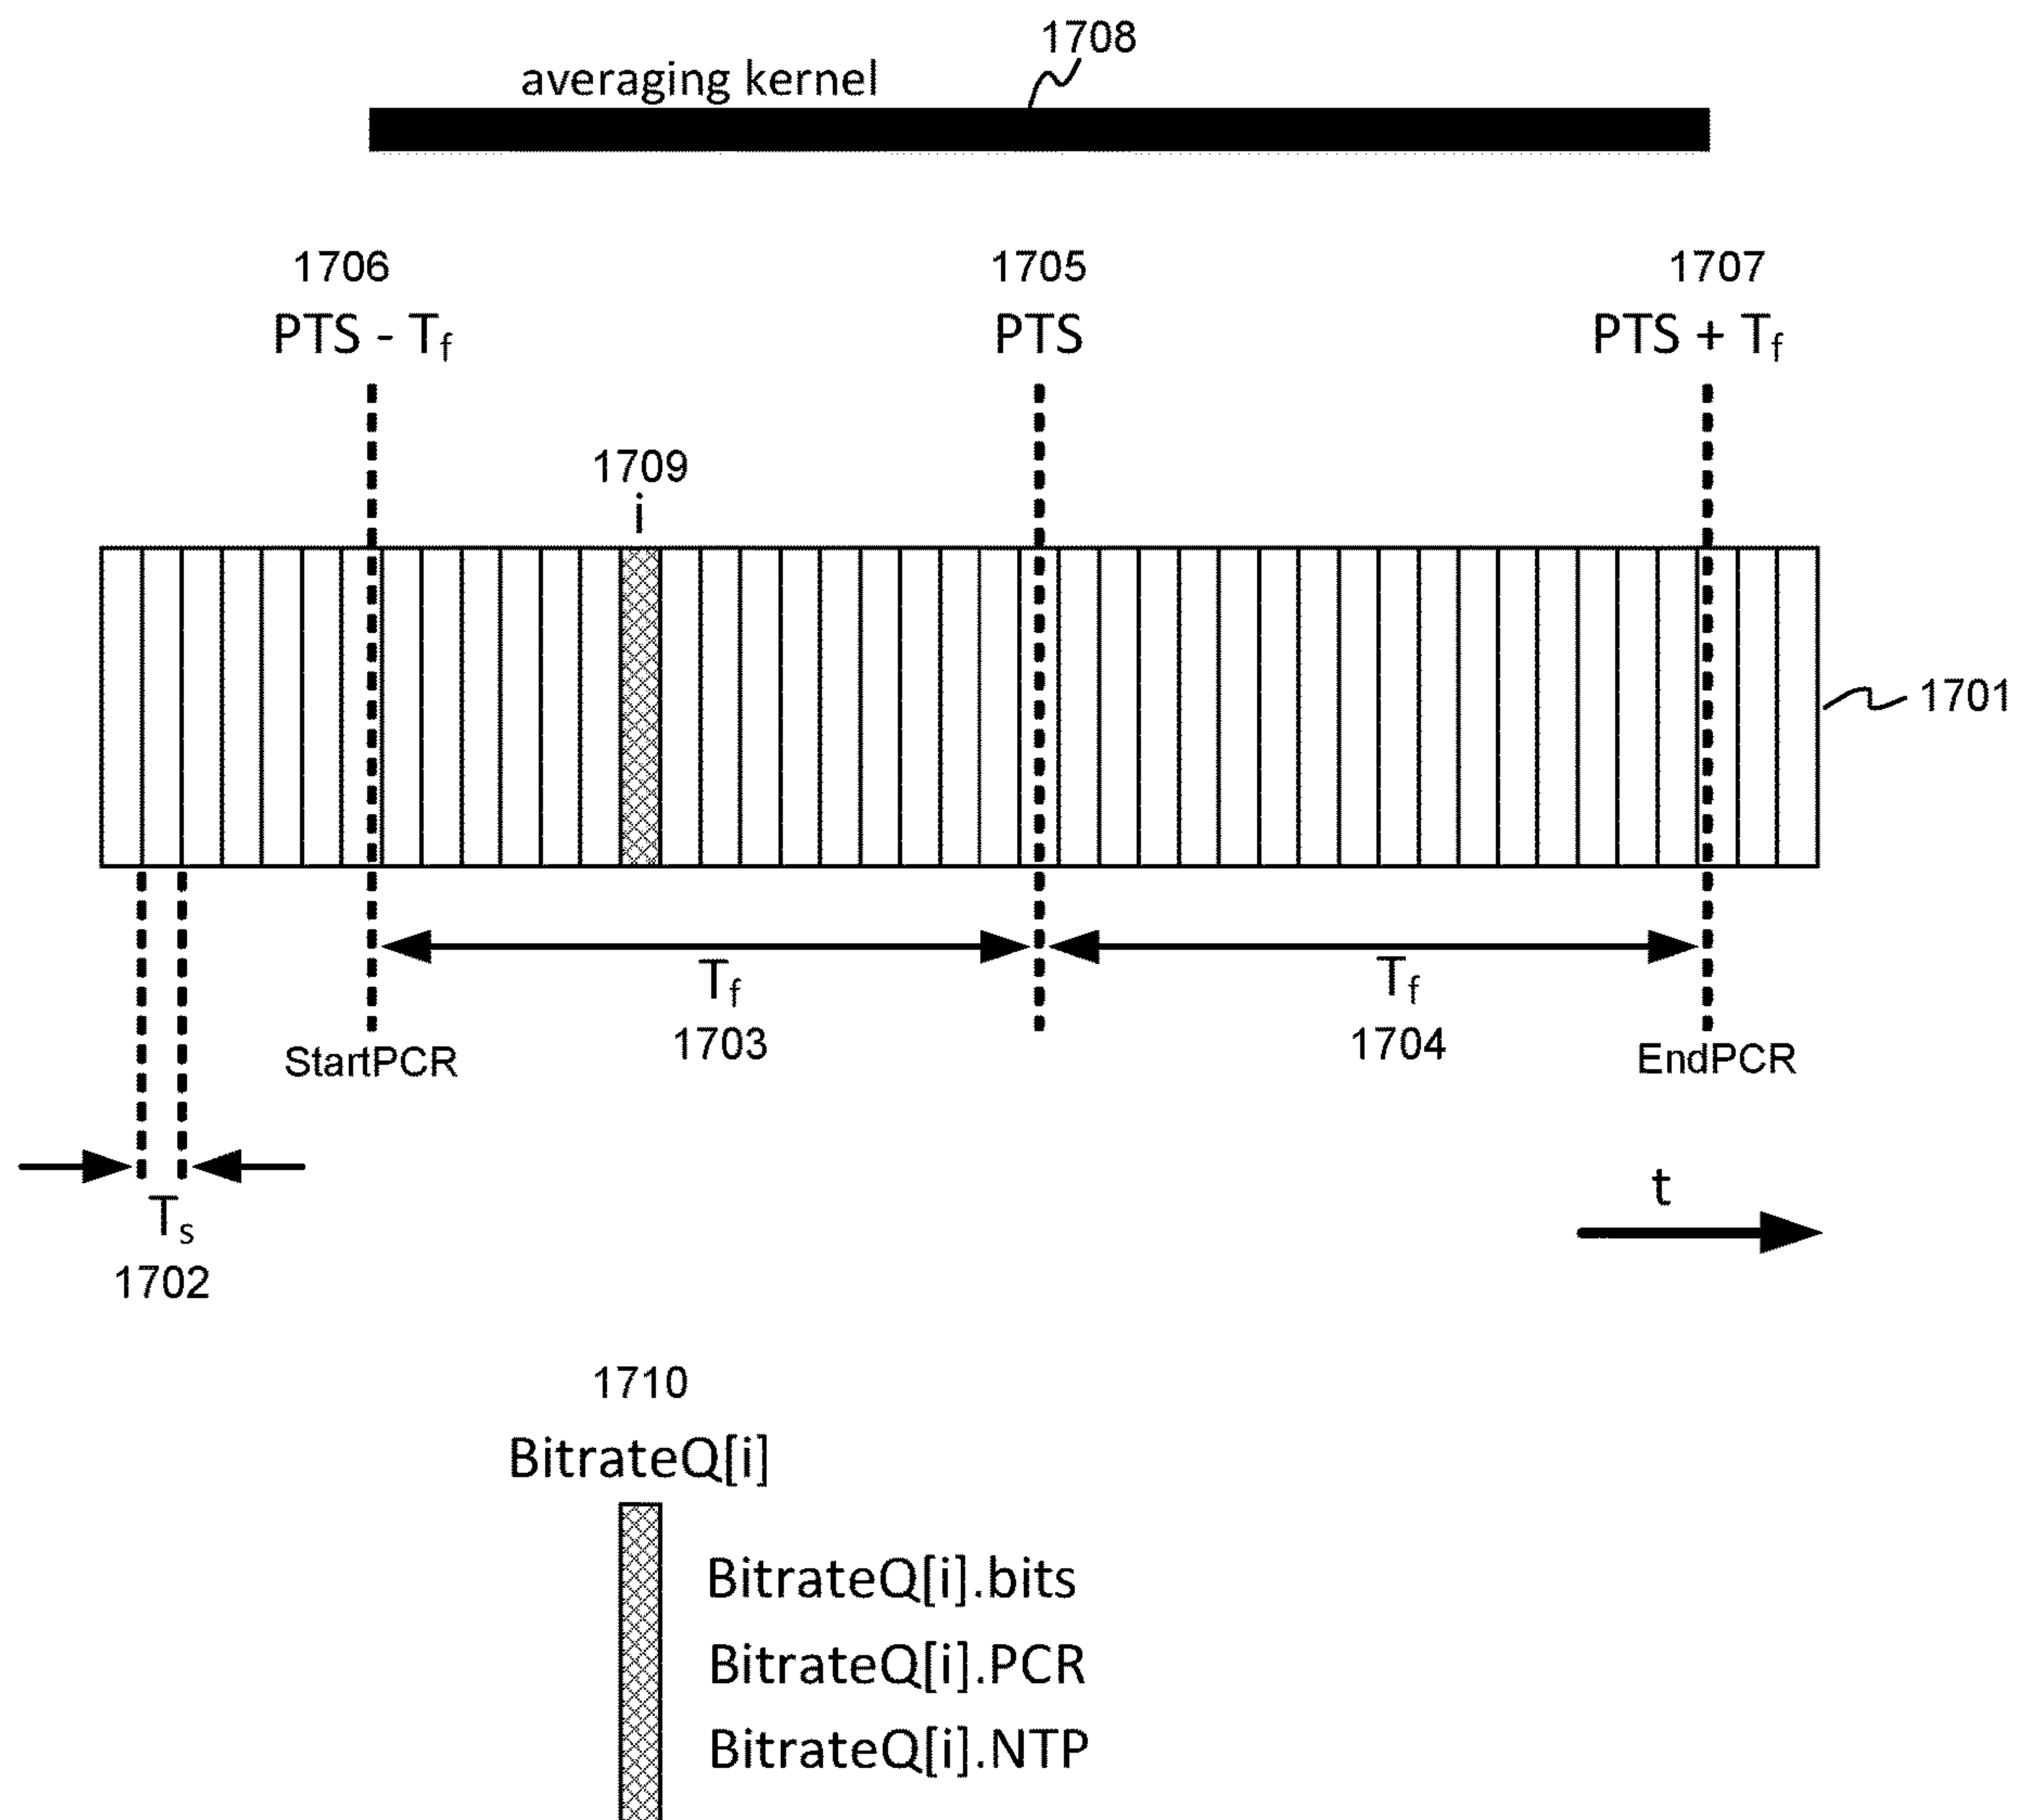 1708
averaging kernel
1706
PTS - Tf
1705
PTS
1707
PTS + Tf
1709
i
1701
Tf
1703
Tf
1704
StartPCR
EndPCR
Ts
1702
t
1710
BitrateQ[i]
BitrateQ[i].bits
BitrateQ[i].PCR
BitrateQ[i].NTP